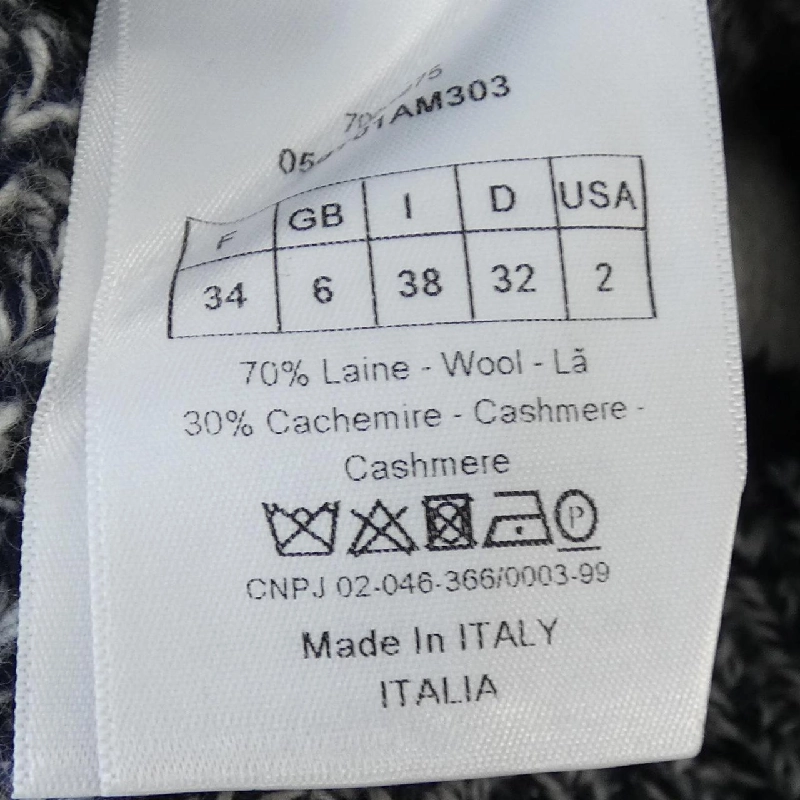 AM303
F GB I D USA
34 6 38 32 2
70% Laine - Wool - Lã
30% Cachemire - Cashmere -
Cashmere
P
CNPJ 02-046-366/0003-99
Made In ITALY
ITALIA